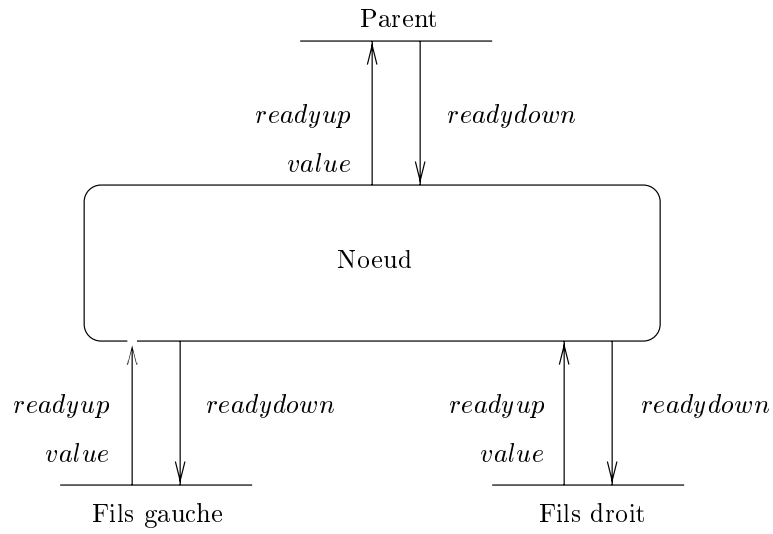 Parent
readyup readydown
value
Noeud
readyup readydown readyup readydown
value value
Fils gauche Fils droit